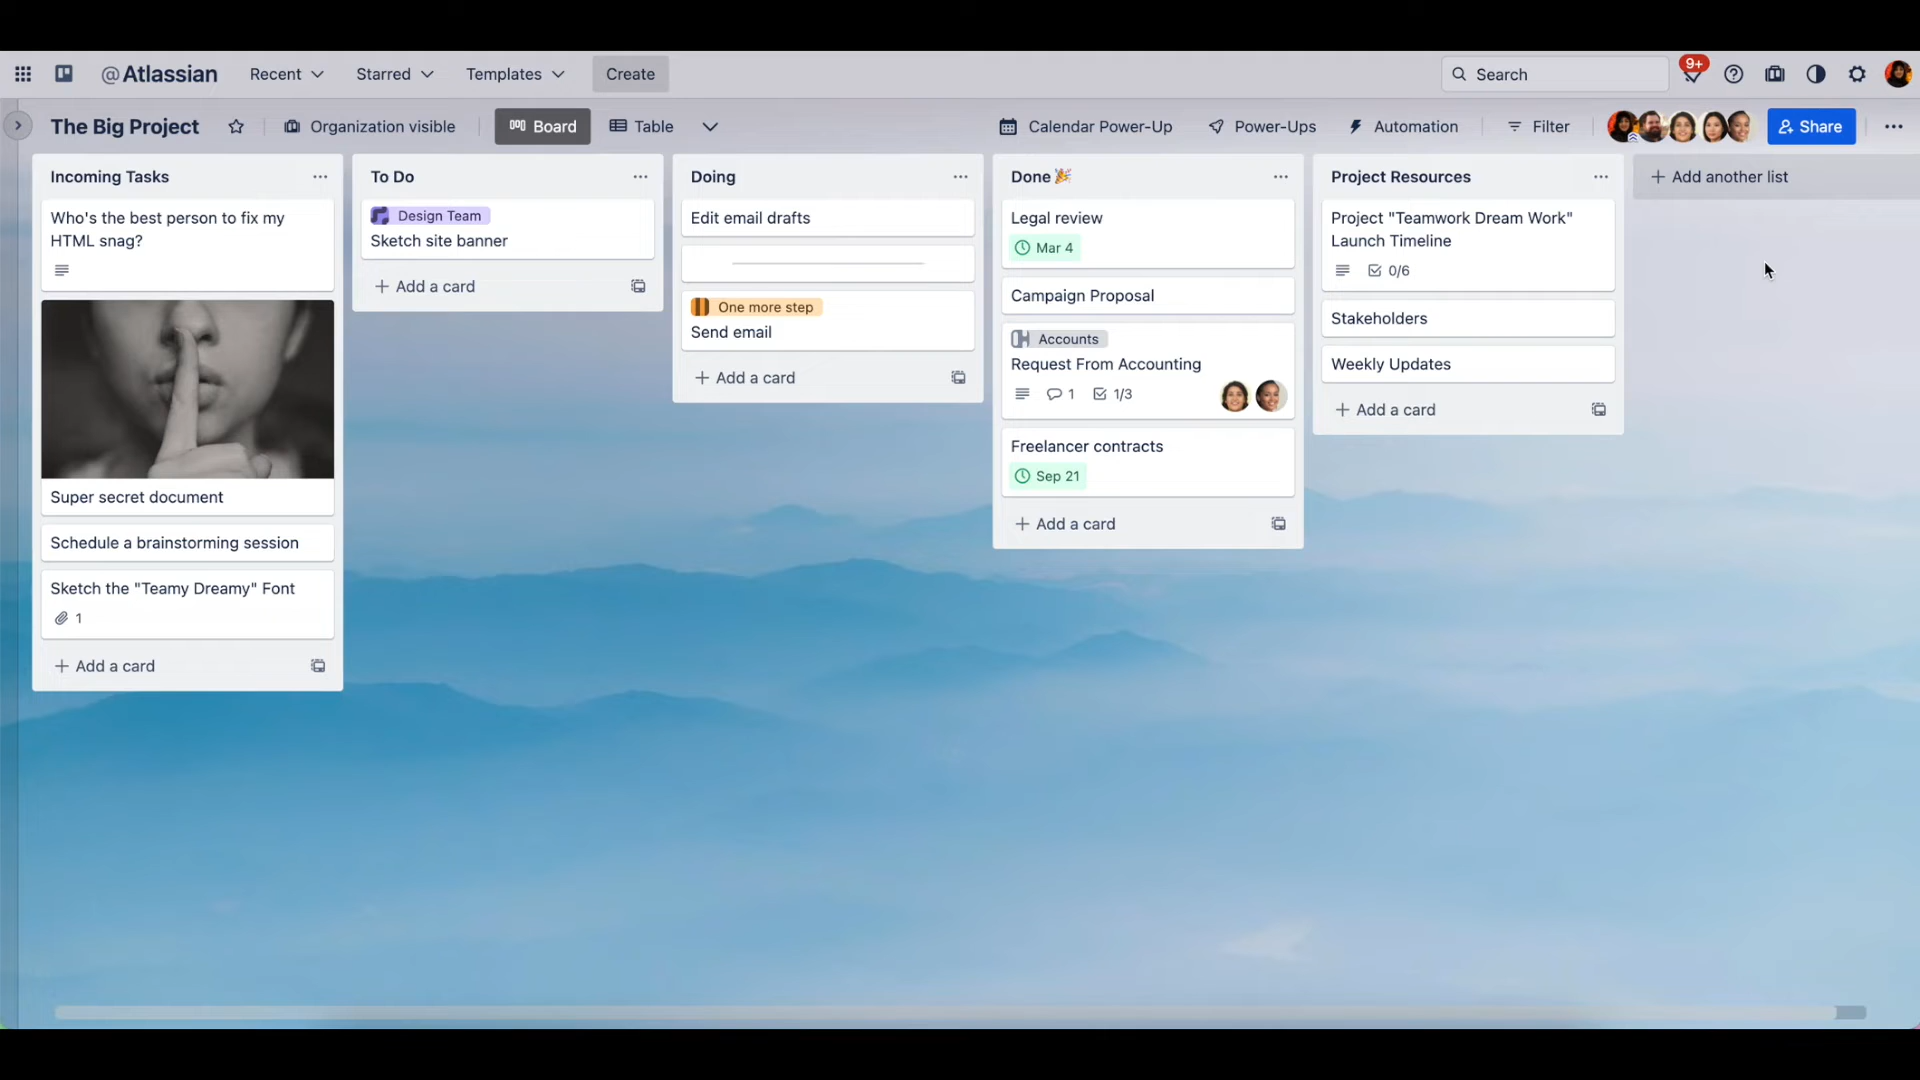 @Atlassian
Recent
Starred
Templates
Create
Search
9+
The Big Project
Organization visible
Board
Table
Calendar Power-Up
Power-Ups
Automation
Filter
Share
Incoming Tasks
Who's the best person to fix my
HTML snag?
Super secret document
Schedule a brainstorming session
Sketch the "Teamy Dreamy" Font
1
+ Add a card
To Do
Design Team
Sketch site banner
+ Add a card
Doing
Edit email drafts
One more step
Send email
+ Add a card
Done 🎉
Legal review
Mar 4
Campaign Proposal
Accounts
Request From Accounting
1
1/3
Freelancer contracts
Sep 21
+ Add a card
Project Resources
Project "Teamwork Dream Work"
Launch Timeline
0/6
Stakeholders
Weekly Updates
+ Add a card
+ Add another list